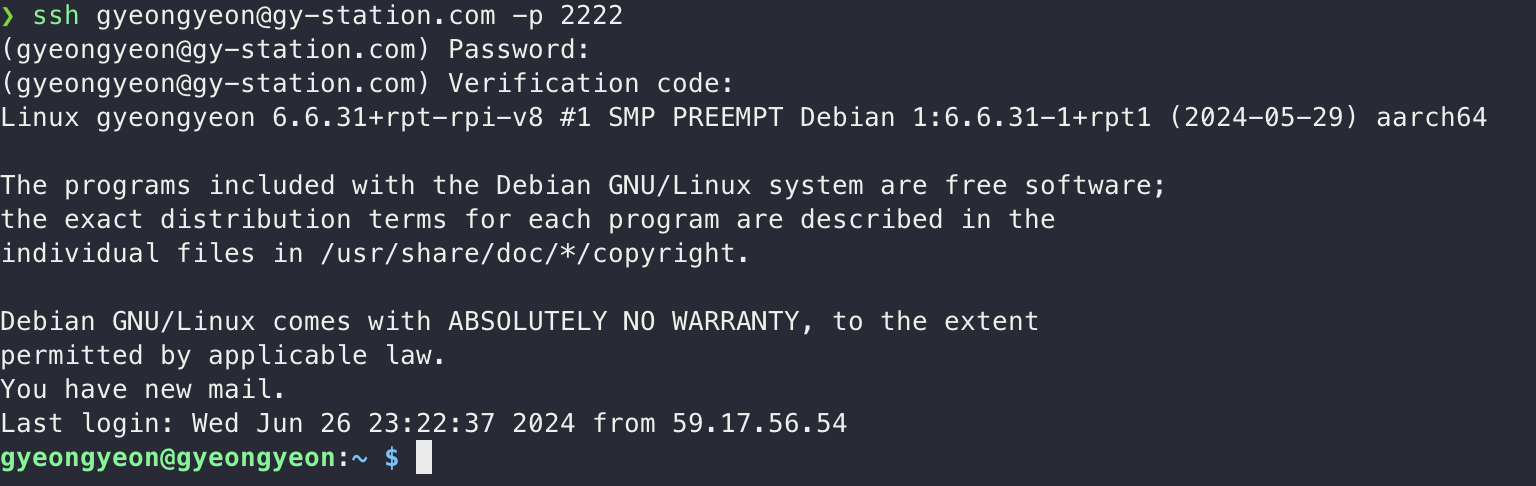 ❯ ssh gyeongyeon@gy-station.com -p 2222
(gyeongyeon@gy-station.com) Password:
(gyeongyeon@gy-station.com) Verification code:
Linux gyeongyeon 6.6.31+rpt-rpi-v8 #1 SMP PREEMPT Debian 1:6.6.31-1+rpt1 (2024-05-29) aarch64
The programs included with the Debian GNU/Linux system are free software;
the exact distribution terms for each program are described in the
individual files in /usr/share/doc/*/copyright.
Debian GNU/Linux comes with ABSOLUTELY NO WARRANTY, to the extent
permitted by applicable law.
You have new mail.
Last login: Wed Jun 26 23:22:37 2024 from 59.17.56.54
gyeongyeon@gyeongyeon:~ $